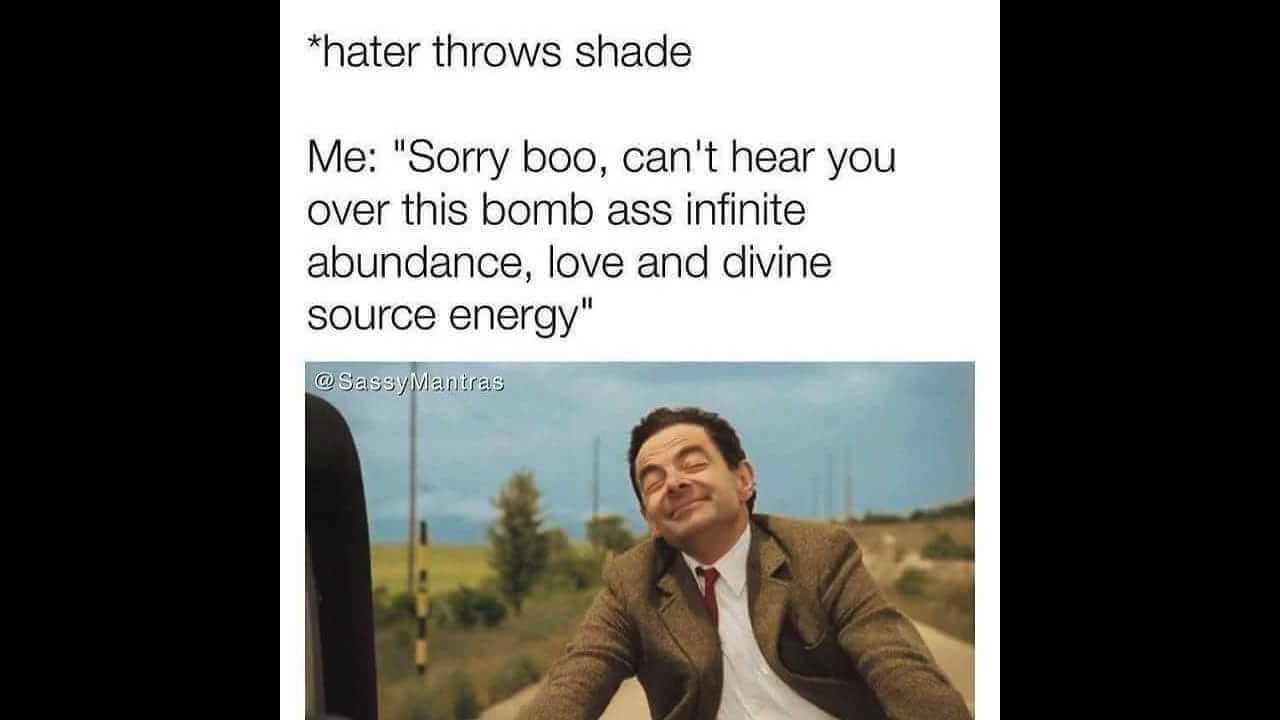 *hater throws shade
Me: "Sorry boo, can't hear you
over this bomb ass infinite
abundance, love and divine
source energy"
@SassyMantras